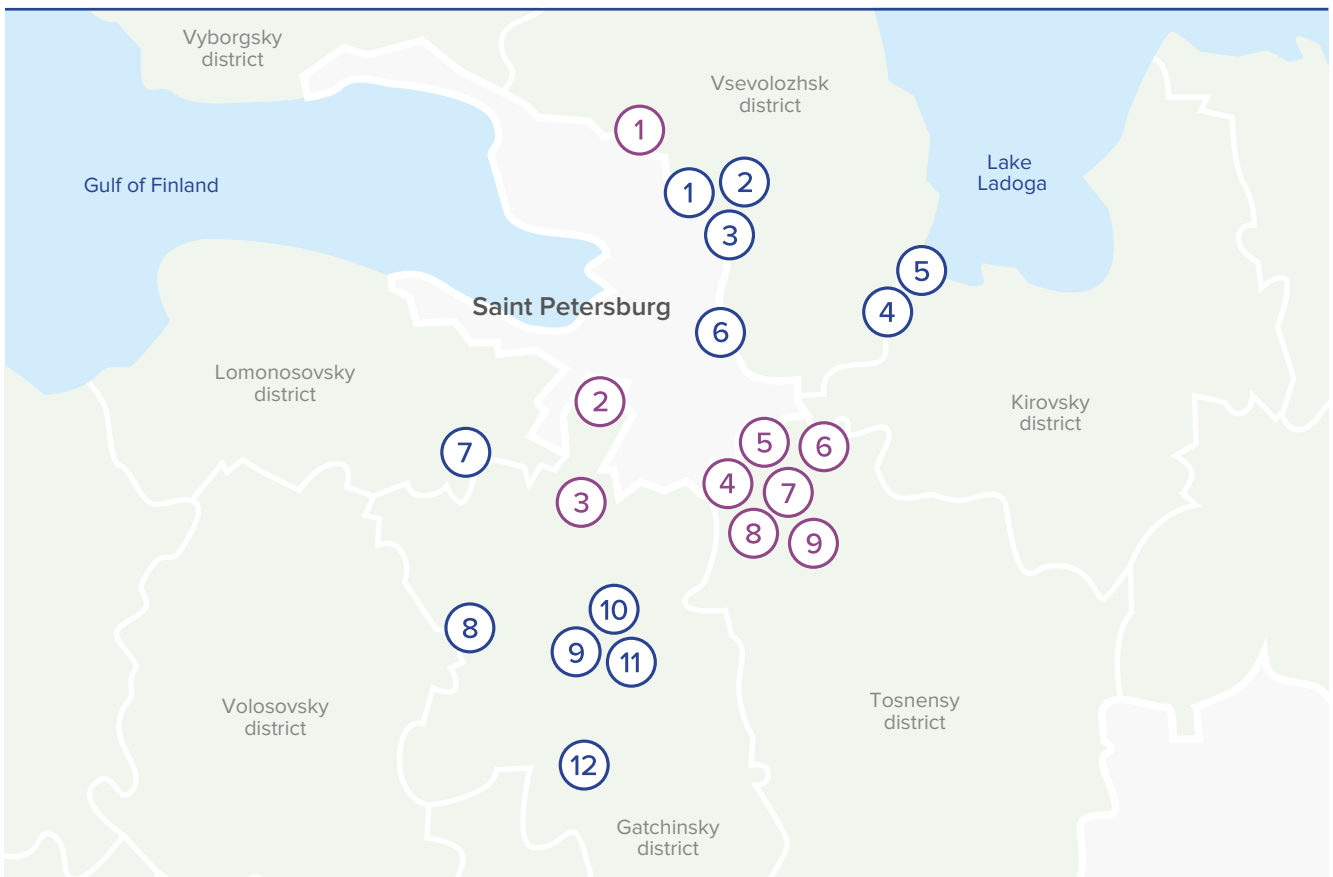 Vyborgsky
district
Vsevolozhsk
district
1
Gulf of Finland
Lake
Ladoga
1
2
3
5
4
Saint Petersburg
6
Lomonosovsky
district
2
Kirovsky
district
7
5
6
4
7
3
8
9
8
10
9
11
Volosovsky
district
Tosnensy
district
12
Gatchinsky
district